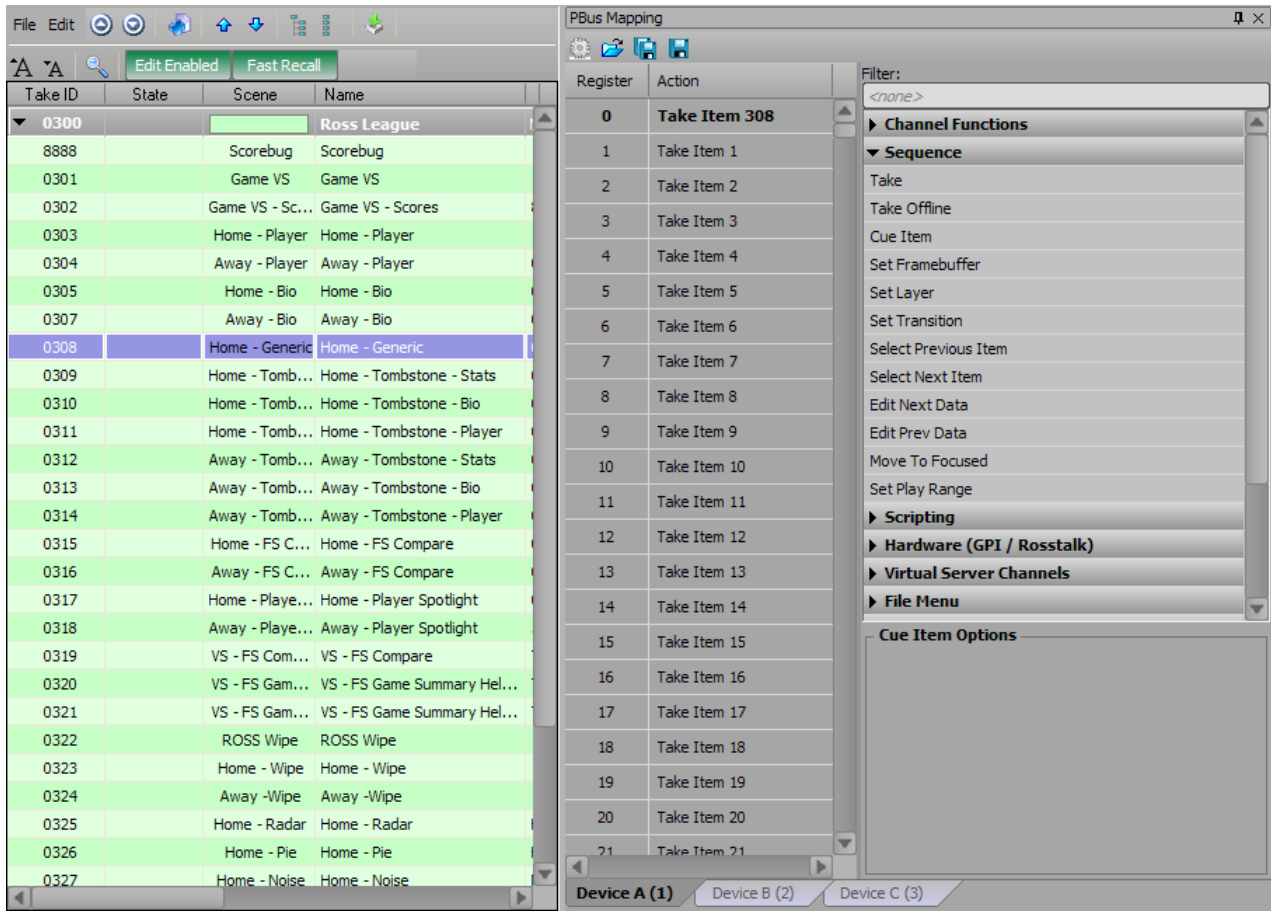 File Edit
A A Edit Enabled Fast Recall
Take ID State Scene Name
0300 Ross League
8888 Scorebug Scorebug
0301 Game VS Game VS
0302 Game VS - Sc... Game VS - Scores
0303 Home - Player Home - Player
0304 Away - Player Away - Player
0305 Home - Bio Home - Bio
0307 Away - Bio Away - Bio
0308 Home - Generic Home - Generic
0309 Home - Tomb... Home - Tombstone - Stats
0310 Home - Tomb... Home - Tombstone - Bio
0311 Home - Tomb... Home - Tombstone - Player
0312 Away - Tomb... Away - Tombstone - Stats
0313 Away - Tomb... Away - Tombstone - Bio
0314 Away - Tomb... Away - Tombstone - Player
0315 Home - FS C... Home - FS Compare
0316 Away - FS C... Away - FS Compare
0317 Home - Playe... Home - Player Spotlight
0318 Away - Playe... Away - Player Spotlight
0319 VS - FS Com... VS - FS Compare
0320 VS - FS Gam... VS - FS Game Summary Hel...
0321 VS - FS Gam... VS - FS Game Summary Hel...
0322 ROSS Wipe ROSS Wipe
0323 Home - Wipe Home - Wipe
0324 Away -Wipe Away -Wipe
0325 Home - Radar Home - Radar
0326 Home - Pie Home - Pie
0327 Home - Noise Home - Noise
PBus Mapping
Register Action
0 Take Item 308
1 Take Item 1
2 Take Item 2
3 Take Item 3
4 Take Item 4
5 Take Item 5
6 Take Item 6
7 Take Item 7
8 Take Item 8
9 Take Item 9
10 Take Item 10
11 Take Item 11
12 Take Item 12
13 Take Item 13
14 Take Item 14
15 Take Item 15
16 Take Item 16
17 Take Item 17
18 Take Item 18
19 Take Item 19
20 Take Item 20
21 Take Item 21
Filter:
<none>
Channel Functions
Sequence
Take
Take Offline
Cue Item
Set Framebuffer
Set Layer
Set Transition
Select Previous Item
Select Next Item
Edit Next Data
Edit Prev Data
Move To Focused
Set Play Range
Scripting
Hardware (GPI / Rosstalk)
Virtual Server Channels
File Menu
Cue Item Options
Device A (1) Device B (2) Device C (3)